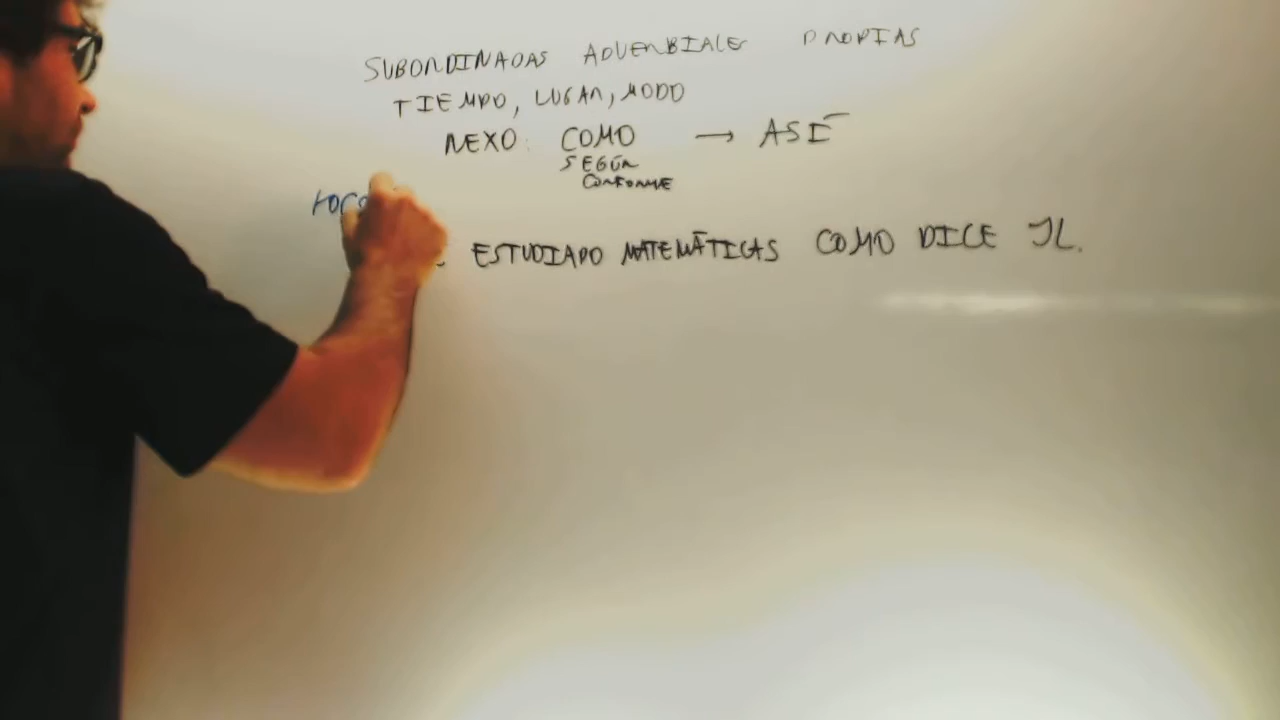 SUBORDINADAS ADVERBIALES PROPIAS
TIEMPO, LUGAR, MODO
NEXO: COMO → ASÍ
SEGÚN
CONFORME
ESTUDIADO MATEMÁTICAS COMO DICE JL.